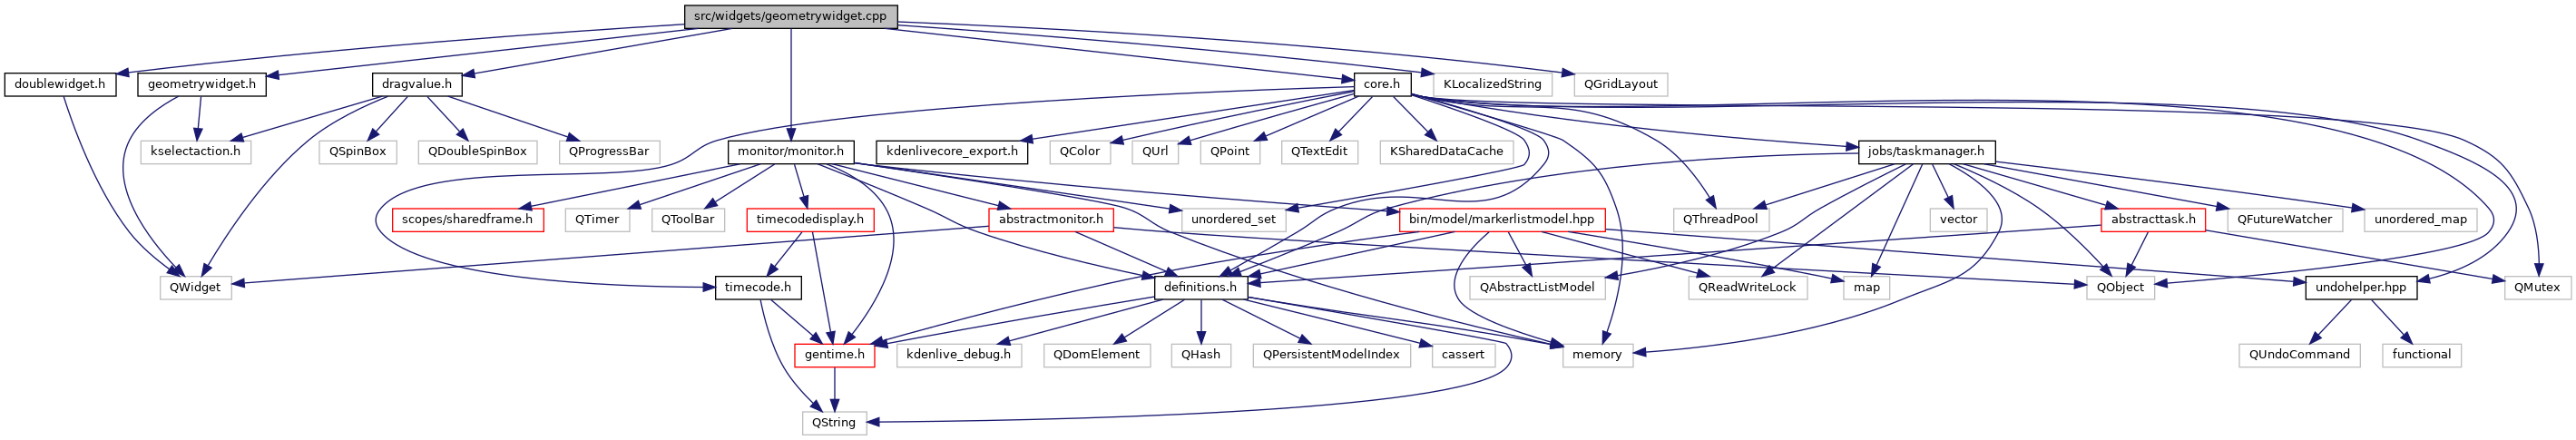 src/widgets/geometrywidget.cpp
doublewidget.h
geometrywidget.h
dragvalue.h
core.h
KLocalizedString
QGridLayout
kselectaction.h
QSpinBox
QDoubleSpinBox
QProgressBar
monitor/monitor.h
kdenlivecore_export.h
QColor
QUrl
QPoint
QTextEdit
KSharedDataCache
jobs/taskmanager.h
scopes/sharedframe.h
QTimer
QToolBar
timecodedisplay.h
abstractmonitor.h
unordered_set
bin/model/markerlistmodel.hpp
QThreadPool
vector
abstracttask.h
QFutureWatcher
unordered_map
QWidget
timecode.h
definitions.h
QAbstractListModel
QReadWriteLock
map
QObject
undohelper.hpp
QMutex
gentime.h
kdenlive_debug.h
QDomElement
QHash
QPersistentModelIndex
cassert
memory
QUndoCommand
functional
QString